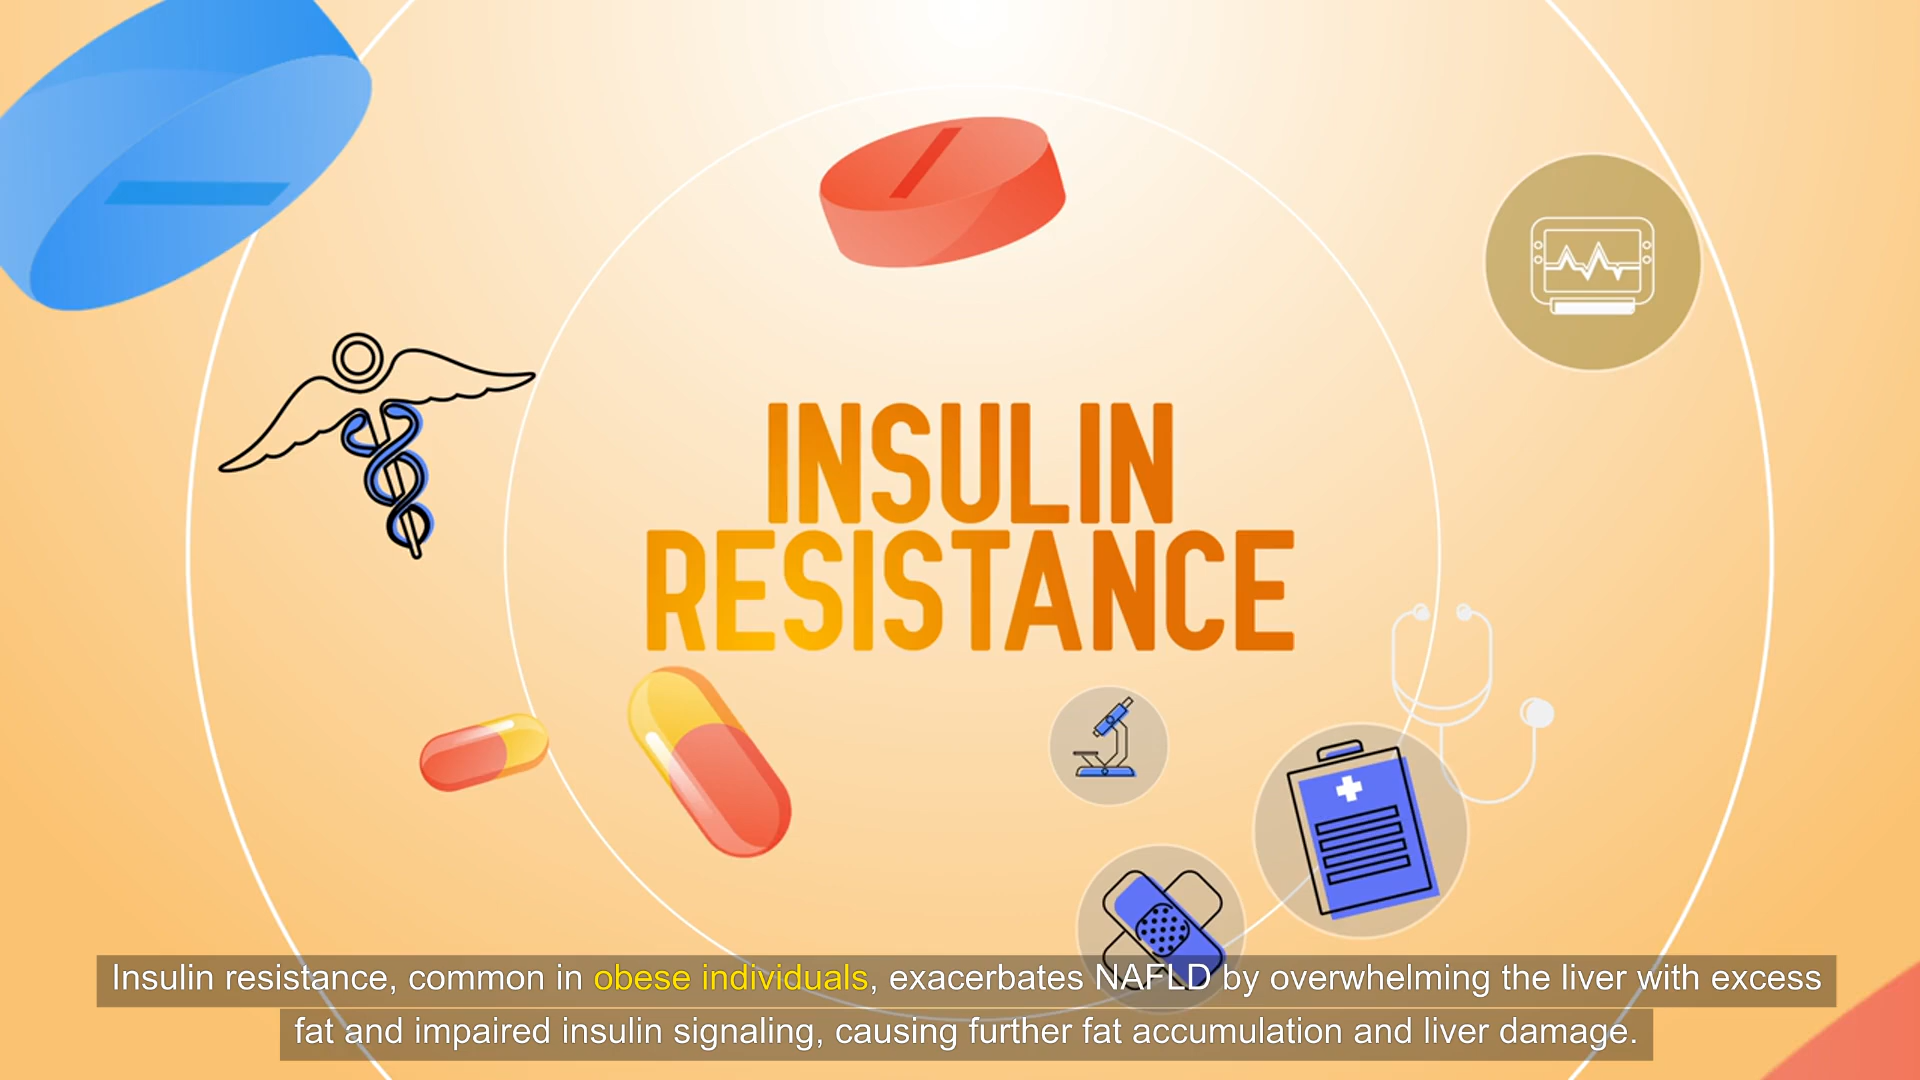 INSULIN
RESISTANCE
Insulin resistance, common in obese individuals, exacerbates NAFLD by overwhelming the liver with excess
fat and impaired insulin signaling, causing further fat accumulation and liver damage.